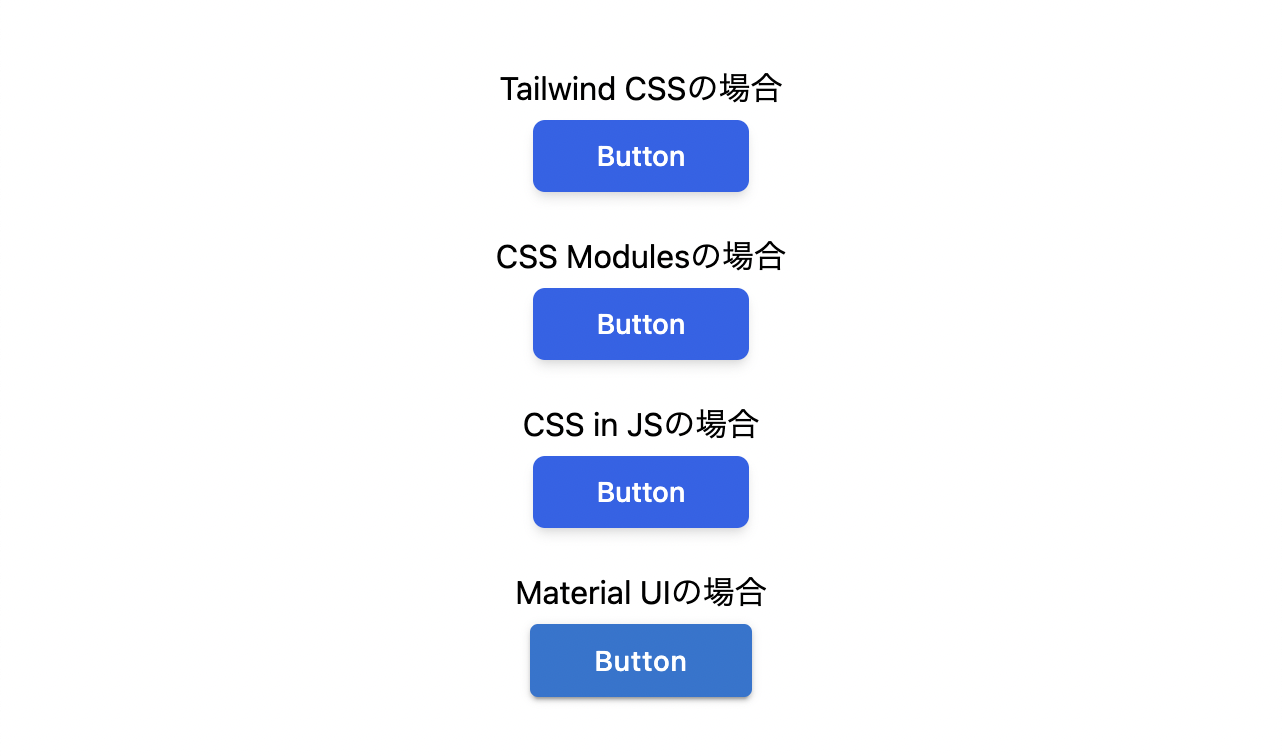 Tailwind CSSの場合
Button
CSS Modulesの場合
Button
CSS in JSの場合
Button
Material UIの場合
Button